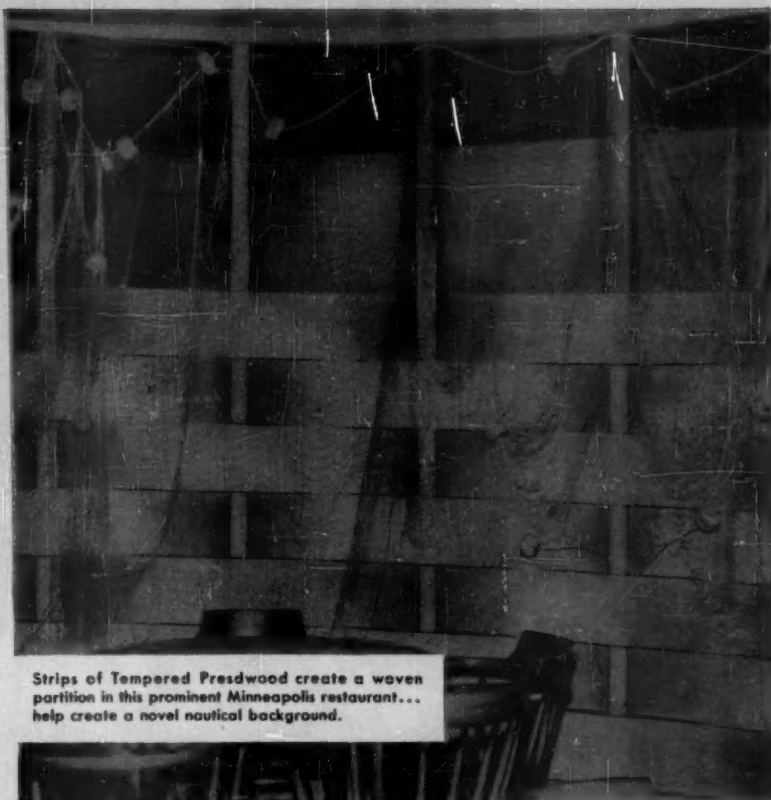 Strips of Tempered Presdwood create a woven
partition in this prominent Minneapolis restaurant...
help create a novel nautical background.